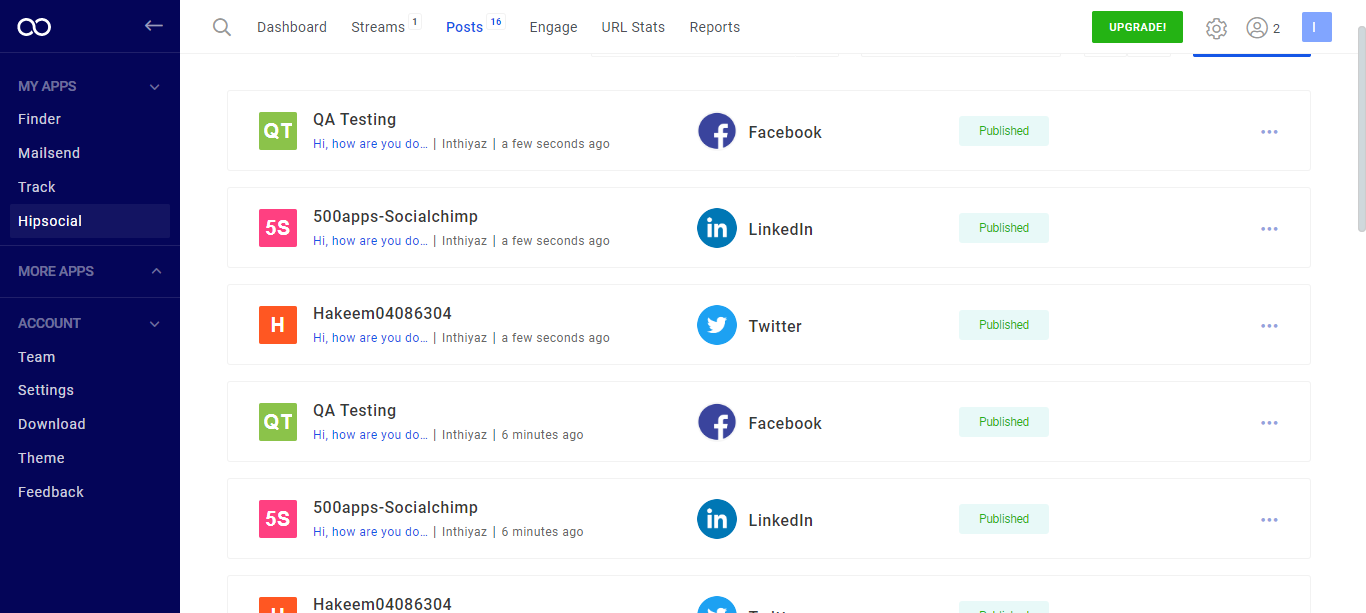 Dashboard Streams 1 Posts 16 Engage URL Stats Reports UPGRADE! 2 I
MY APPS
Finder
Mailsend
Track
Hipsocial
MORE APPS
ACCOUNT
Team
Settings
Download
Theme
Feedback
QT QA Testing Facebook Published
Hi, how are you do... | Inthiyaz | a few seconds ago
5S 500apps-Socialchimp LinkedIn Published
Hi, how are you do... | Inthiyaz | a few seconds ago
H Hakeem04086304 Twitter Published
Hi, how are you do... | Inthiyaz | a few seconds ago
QT QA Testing Facebook Published
Hi, how are you do... | Inthiyaz | 6 minutes ago
5S 500apps-Socialchimp LinkedIn Published
Hi, how are you do... | Inthiyaz | 6 minutes ago
H Hakeem04086304 Twitter Published